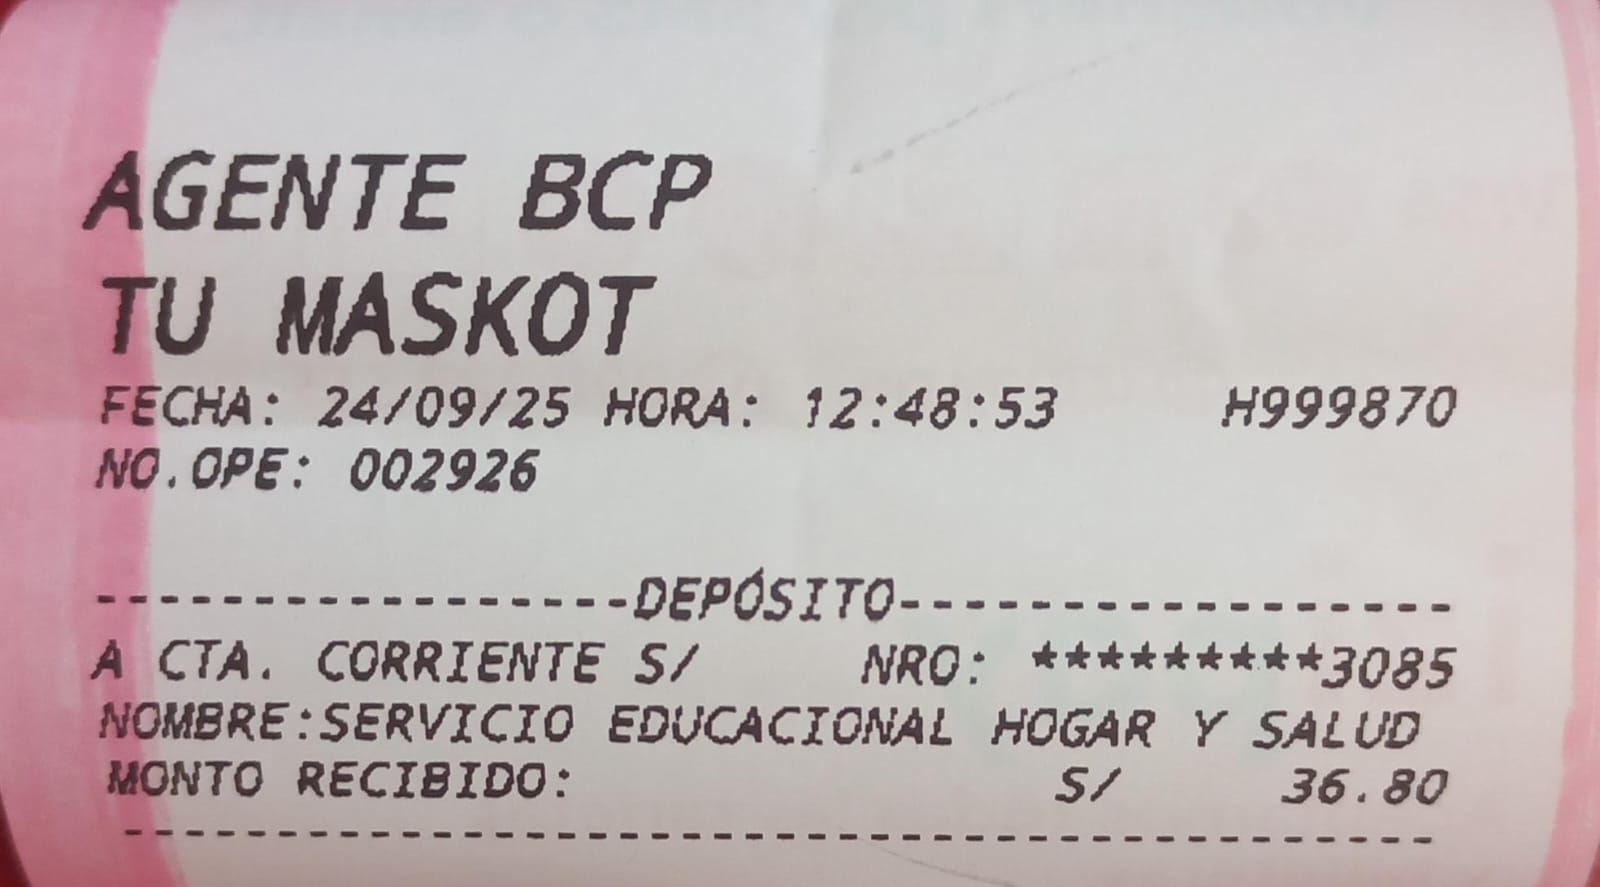 AGENTE BCP
TU MASKOT
FECHA: 24/09/25 HORA: 12:48:53 H999870
NO.OPE: 002926
-----------------DEPÓSITO-----------------
A CTA. CORRIENTE S/ NRO: *********3085
NOMBRE:SERVICIO EDUCACIONAL HOGAR Y SALUD
MONTO RECIBIDO: S/ 36.80
------------------------------------------